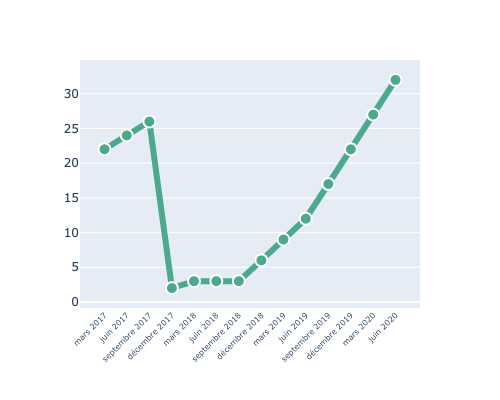 30
25
20
15
10
5
0
mars 2017
juin 2017
septembre 2017
décembre 2017
mars 2018
juin 2018
septembre 2018
décembre 2018
mars 2019
juin 2019
septembre 2019
décembre 2019
mars 2020
juin 2020